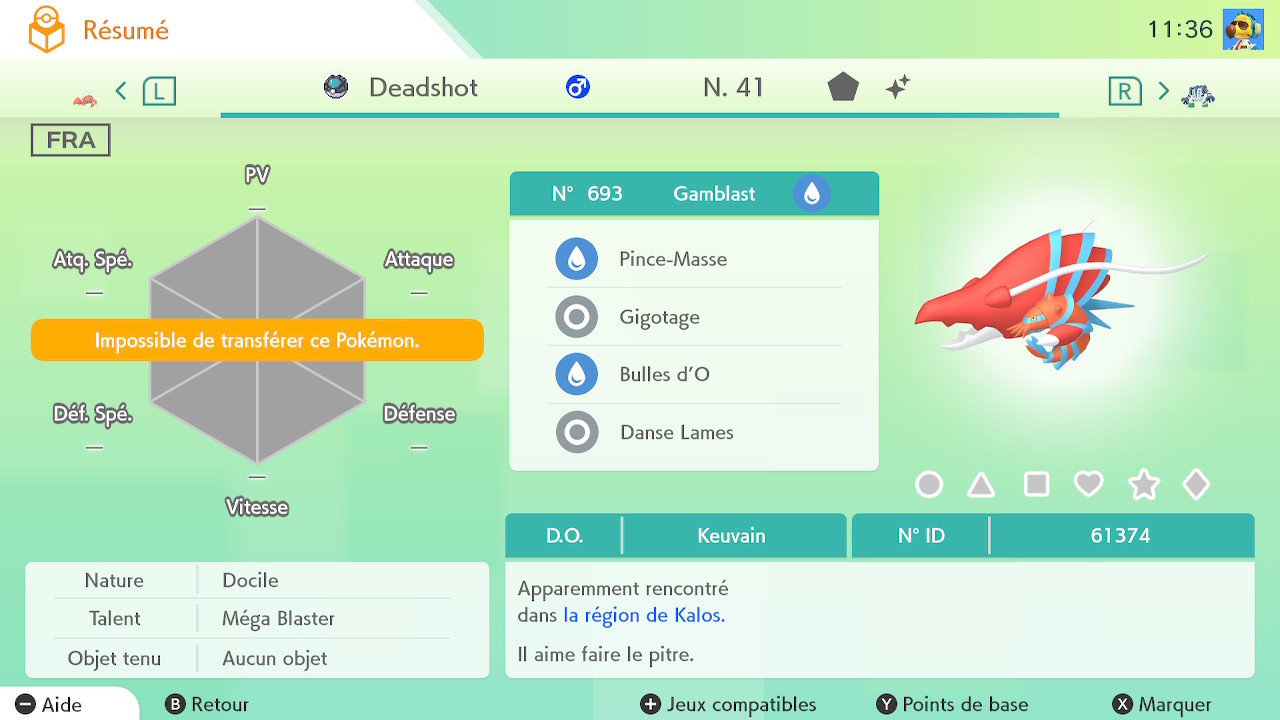 Résumé
11:36
L
Deadshot
N. 41
R
FRA
PV
Atq. Spé.
—
Attaque
—
Impossible de transférer ce Pokémon.
Déf. Spé.
—
Défense
—
—
Vitesse
N° 693 Gamblast
Pince-Masse
Gigotage
Bulles d’O
Danse Lames
D.O. Keuvain
N° ID 61374
Nature Docile
Talent Méga Blaster
Objet tenu Aucun objet
Apparemment rencontré
dans la région de Kalos.
Il aime faire le pitre.
Aide
B Retour
Jeux compatibles
Y Points de base
X Marquer